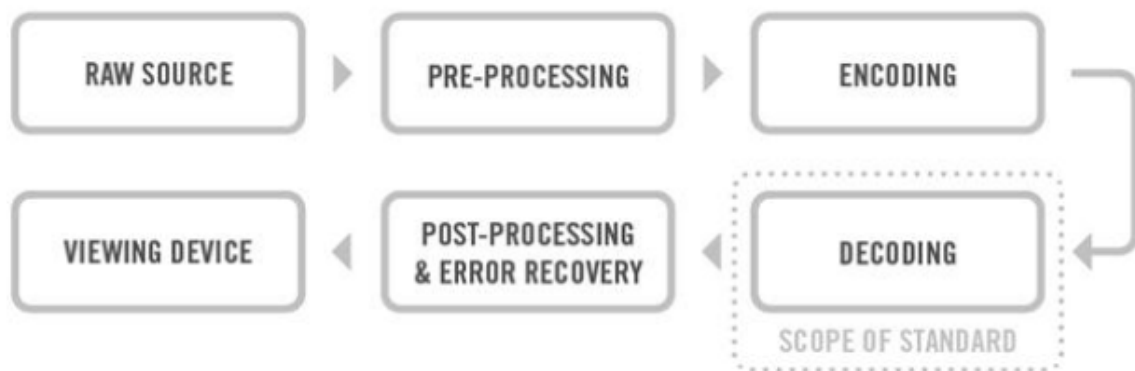 RAW SOURCE
PRE-PROCESSING
ENCODING
VIEWING DEVICE
POST-PROCESSING
& ERROR RECOVERY
DECODING
SCOPE OF STANDARD